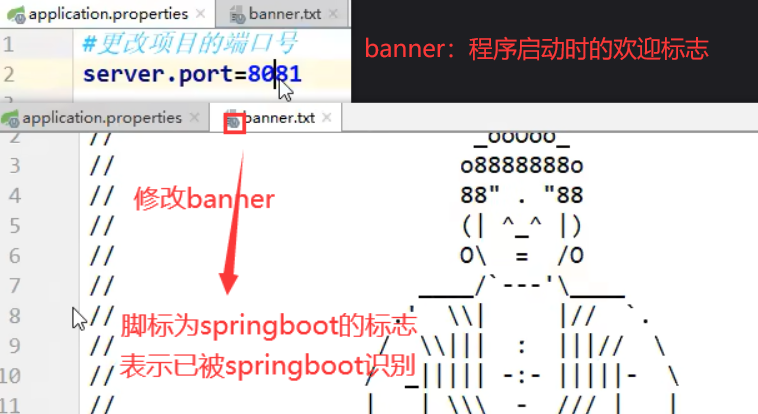 application.properties × banner.txt ×
1 #更改项目的端口号
2 server.port=8081
banner：程序启动时的欢迎标志
application.properties × banner.txt ×
2 // _ooOoo_
3 // o8888888o
4 // 88" . "88
5 // (| ^_^ |)
6 // O\ = /O
7 // ____/`---'\____
8 // .' \\| |// `.
9 // / \\||| : |||// \
10 // / _||||| -:- |||||- \
11 // | | \\\ - /// | |
修改banner
脚标为springboot的标志
表示已被springboot识别